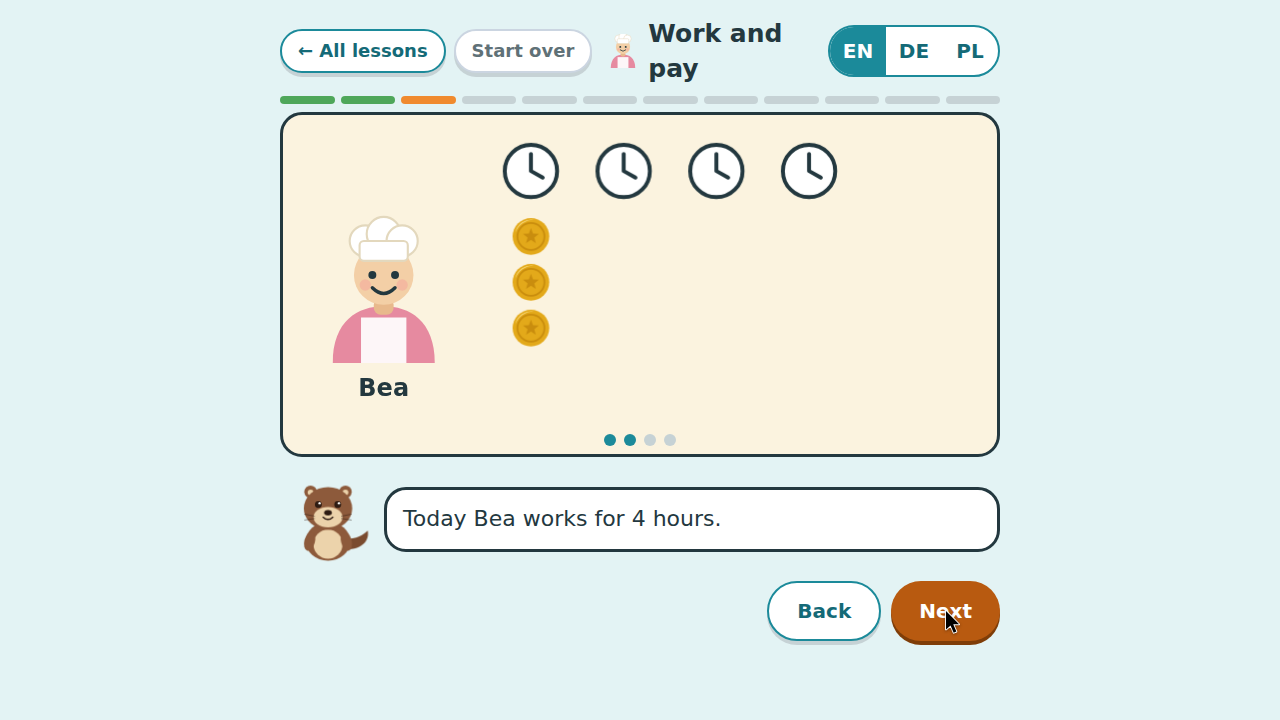 ← All lessons
Start over
Work and
pay
EN
DE
PL
Bea
Today Bea works for 4 hours.
Back
Next